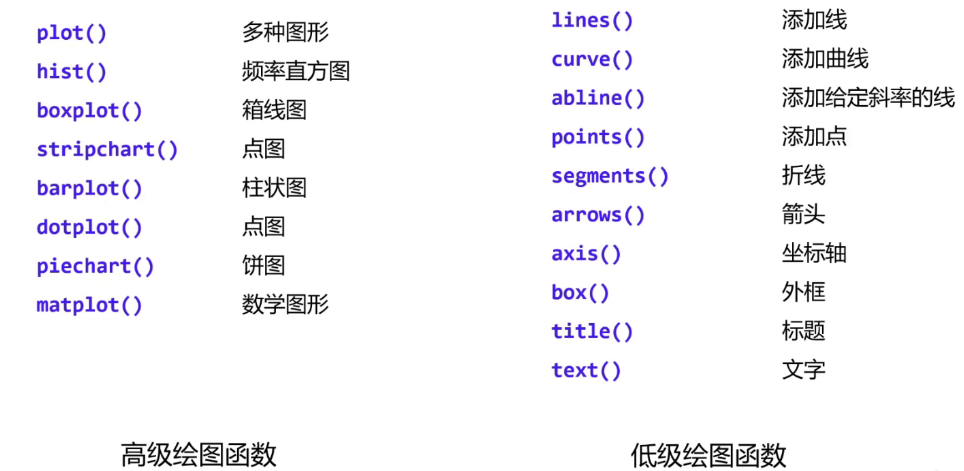 plot() 多种图形
hist() 频率直方图
boxplot() 箱线图
stripchart() 点图
barplot() 柱状图
dotplot() 点图
piechart() 饼图
matplot() 数学图形
高级绘图函数
lines() 添加线
curve() 添加曲线
abline() 添加给定斜率的线
points() 添加点
segments() 折线
arrows() 箭头
axis() 坐标轴
box() 外框
title() 标题
text() 文字
低级绘图函数